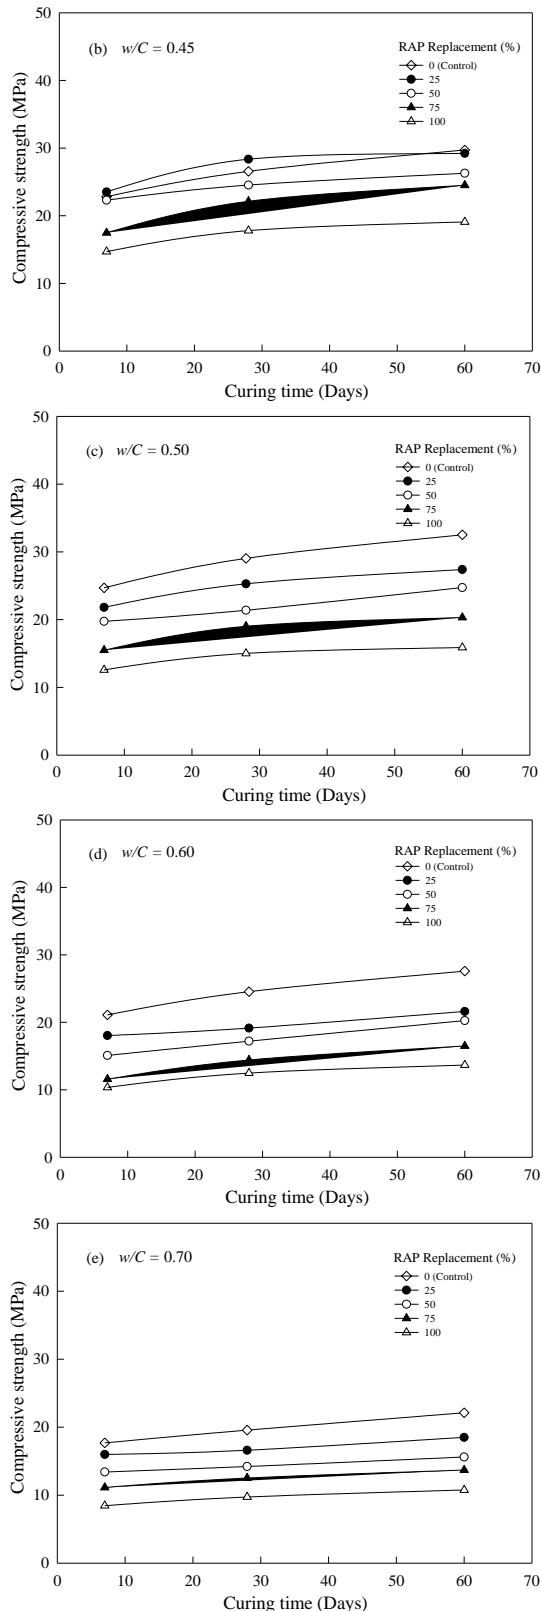 (b) w/C = 0.45
RAP Replacement (%)
0 (Control)
25
50
75
100
Compressive strength (MPa)
50
40
30
20
10
0
0 10 20 30 40 50 60 70
Curing time (Days)
(c) w/C = 0.50
RAP Replacement (%)
0 (Control)
25
50
75
100
Compressive strength (MPa)
50
40
30
20
10
0
0 10 20 30 40 50 60 70
Curing time (Days)
(d) w/C = 0.60
RAP Replacement (%)
0 (Control)
25
50
75
100
Compressive strength (MPa)
50
40
30
20
10
0
0 10 20 30 40 50 60 70
Curing time (Days)
(e) w/C = 0.70
RAP Replacement (%)
0 (Control)
25
50
75
100
Compressive strength (MPa)
50
40
30
20
10
0
0 10 20 30 40 50 60 70
Curing time (Days)